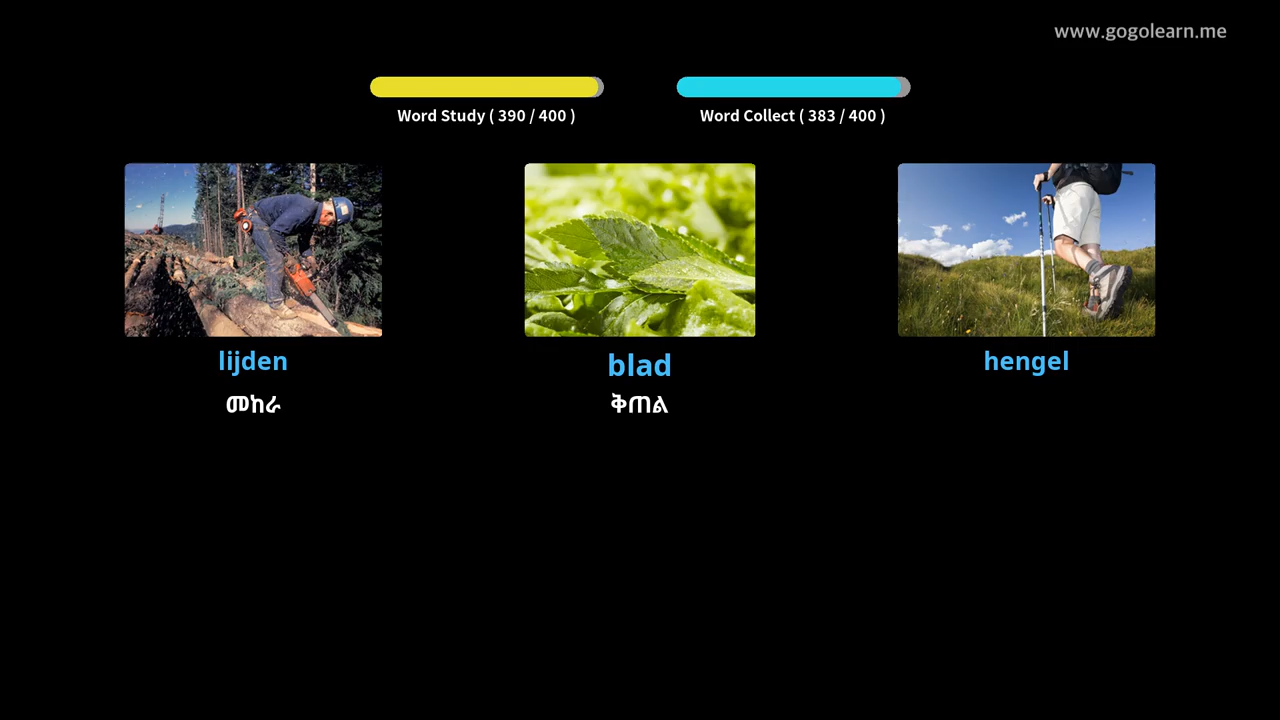 www.gogolearn.me
Word Study ( 390 / 400 )
Word Collect ( 383 / 400 )
lijden
blad
hengel
መከራ
ቅጠል